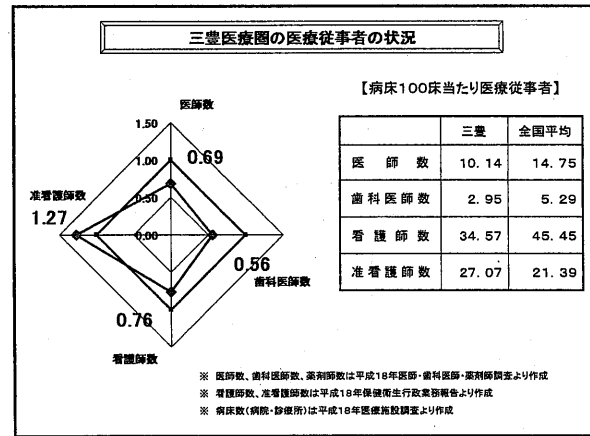 三豊医療圏の医療従事者の状況
【病床100床当たり医療従事者】
医師数
1.50
1.00
0.69
0.50
0.00
准看護師数
1.27
0.56
歯科医師数
0.76
看護師数
三豊 全国平均
医師数 10.14 14.75
歯科医師数 2.95 5.29
看護師数 34.57 45.45
准看護師数 27.07 21.39
※ 医師数、歯科医師数、薬剤師数は平成18年医師・歯科医師・薬剤師調査より作成
※ 看護師数、准看護師数は平成18年保健衛生行政業務報告より作成
※ 病床数(病院・診療所)は平成18年医療施設調査より作成